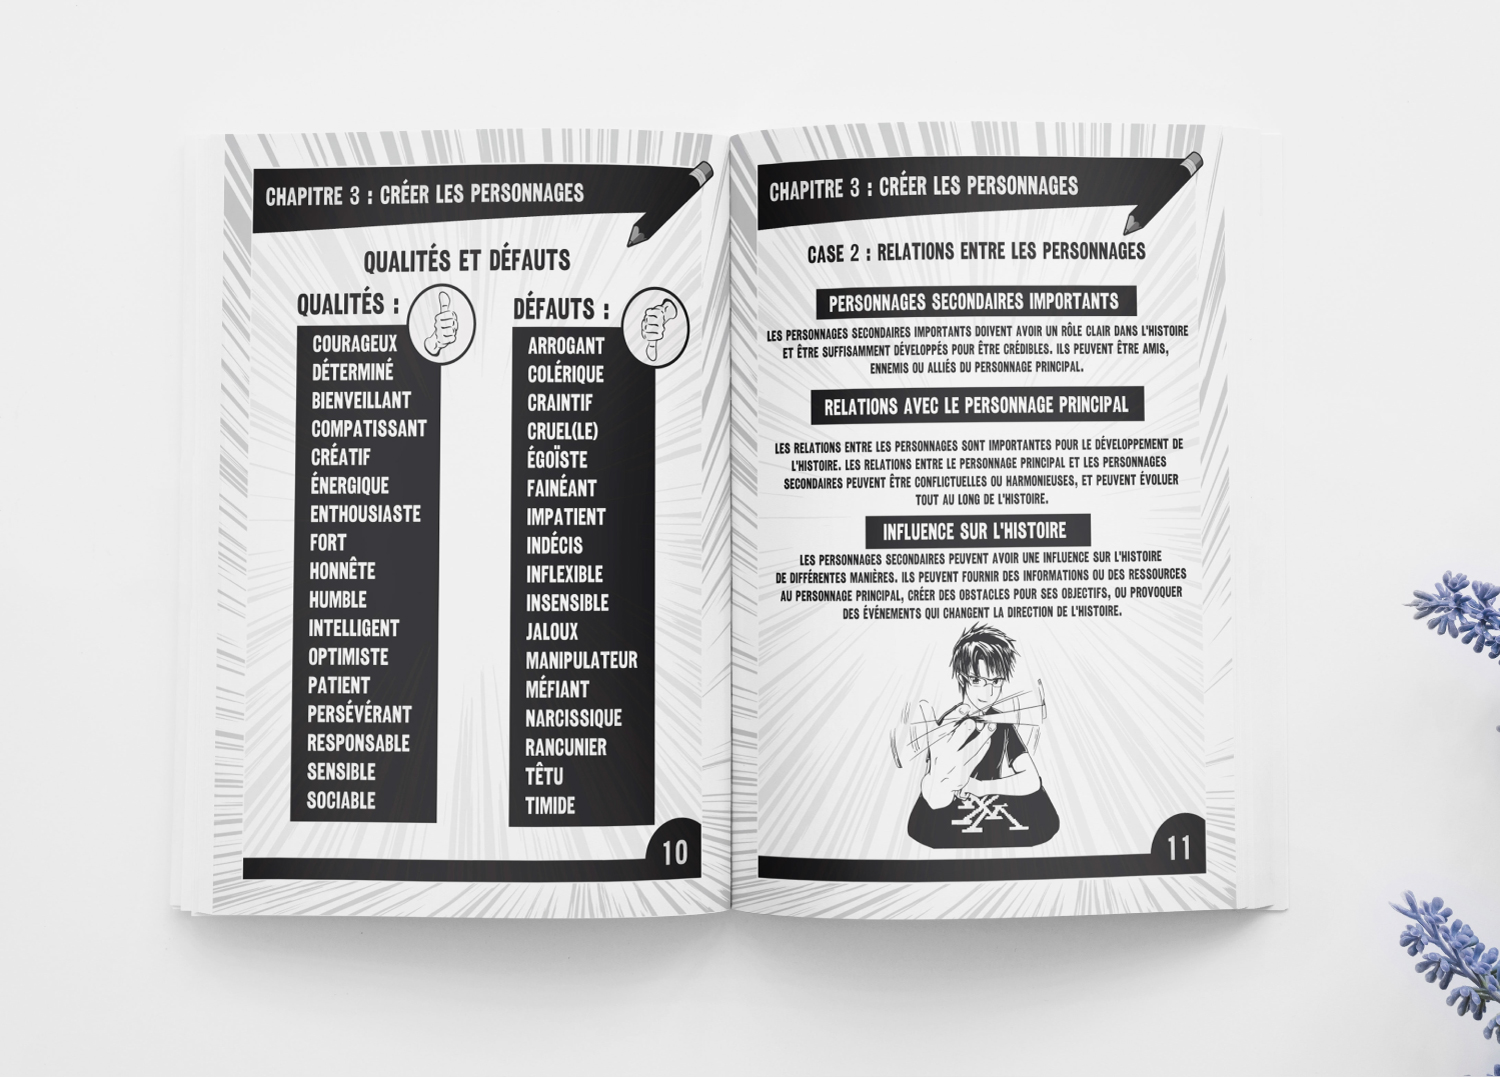 CHAPITRE 3 : CRÉER LES PERSONNAGES
QUALITÉS ET DÉFAUTS
QUALITÉS :
COURAGEUX
DÉTERMINÉ
BIENVEILLANT
COMPATISSANT
CRÉATIF
ÉNERGIQUE
ENTHOUSIASTE
FORT
HONNÊTE
HUMBLE
INTELLIGENT
OPTIMISTE
PATIENT
PERSÉVÉRANT
RESPONSABLE
SENSIBLE
SOCIABLE
DÉFAUTS :
ARROGANT
COLÉRIQUE
CRAINTIF
CRUEL(LE)
ÉGOÏSTE
FAINÉANT
IMPATIENT
INDÉCIS
INFLEXIBLE
INSENSIBLE
JALOUX
MANIPULATEUR
MÉFIANT
NARCISSIQUE
RANCUNIER
TÊTU
TIMIDE
10
CHAPITRE 3 : CRÉER LES PERSONNAGES
CASE 2 : RELATIONS ENTRE LES PERSONNAGES
PERSONNAGES SECONDAIRES IMPORTANTS
LES PERSONNAGES SECONDAIRES IMPORTANTS DOIVENT AVOIR UN RÔLE CLAIR DANS L'HISTOIRE
ET ÊTRE SUFFISAMMENT DÉVELOPPÉS POUR ÊTRE CRÉDIBLES. ILS PEUVENT ÊTRE AMIS,
ENNEMIS OU ALLIÉS DU PERSONNAGE PRINCIPAL.
RELATIONS AVEC LE PERSONNAGE PRINCIPAL
LES RELATIONS ENTRE LES PERSONNAGES SONT IMPORTANTES POUR LE DÉVELOPPEMENT DE
L'HISTOIRE. LES RELATIONS ENTRE LE PERSONNAGE PRINCIPAL ET LES PERSONNAGES
SECONDAIRES PEUVENT ÊTRE CONFLICTUELLES OU HARMONIEUSES, ET PEUVENT ÉVOLUER
TOUT AU LONG DE L'HISTOIRE.
INFLUENCE SUR L'HISTOIRE
LES PERSONNAGES SECONDAIRES PEUVENT AVOIR UNE INFLUENCE SUR L'HISTOIRE
DE DIFFÉRENTES MANIÈRES. ILS PEUVENT FOURNIR DES INFORMATIONS OU DES RESSOURCES
AU PERSONNAGE PRINCIPAL, CRÉER DES OBSTACLES POUR SES OBJECTIFS, OU PROVOQUER
DES ÉVÉNEMENTS QUI CHANGENT LA DIRECTION DE L'HISTOIRE.
11